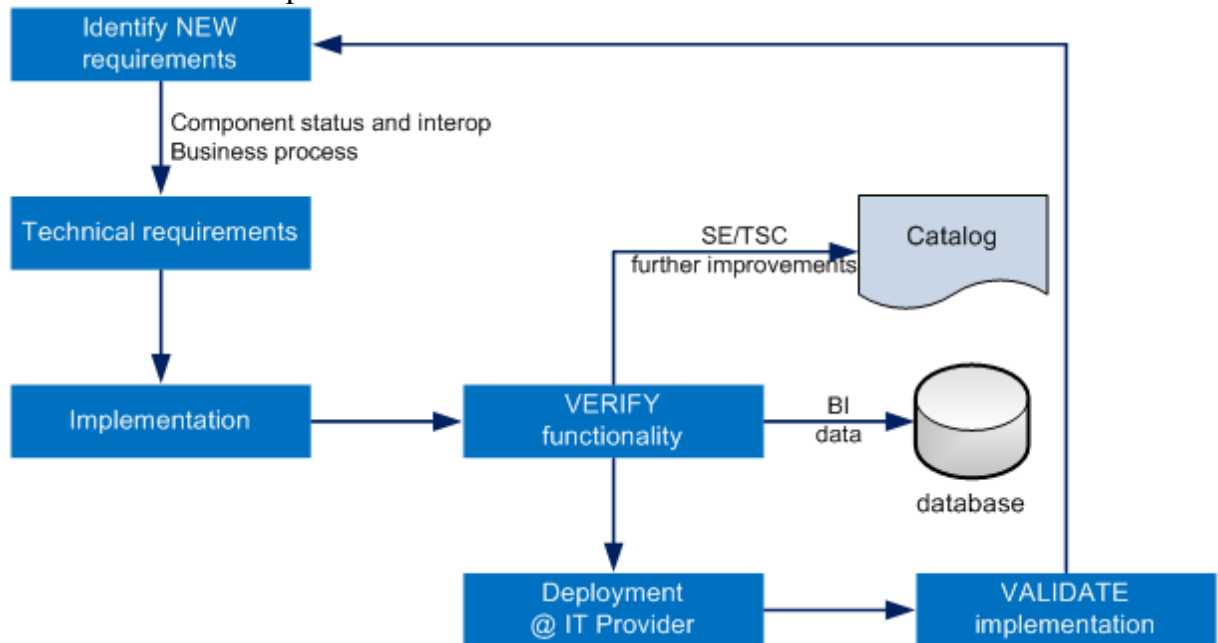 Identify NEW
requirements
Component status and interop
Business process
Technical requirements
SE/TSC
further improvements
Catalog
Implementation
VERIFY
functionality
BI
data
database
Deployment
@ IT Provider
VALIDATE
implementation